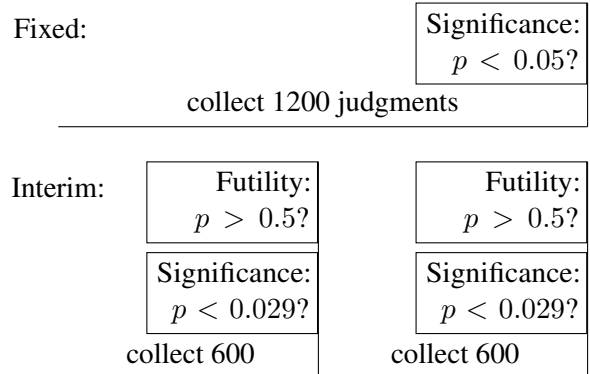 Fixed:
Significance:
p < 0.05?
collect 1200 judgments
Interim:
Futility:
p > 0.5?
Significance:
p < 0.029?
collect 600
Futility:
p > 0.5?
Significance:
p < 0.029?
collect 600